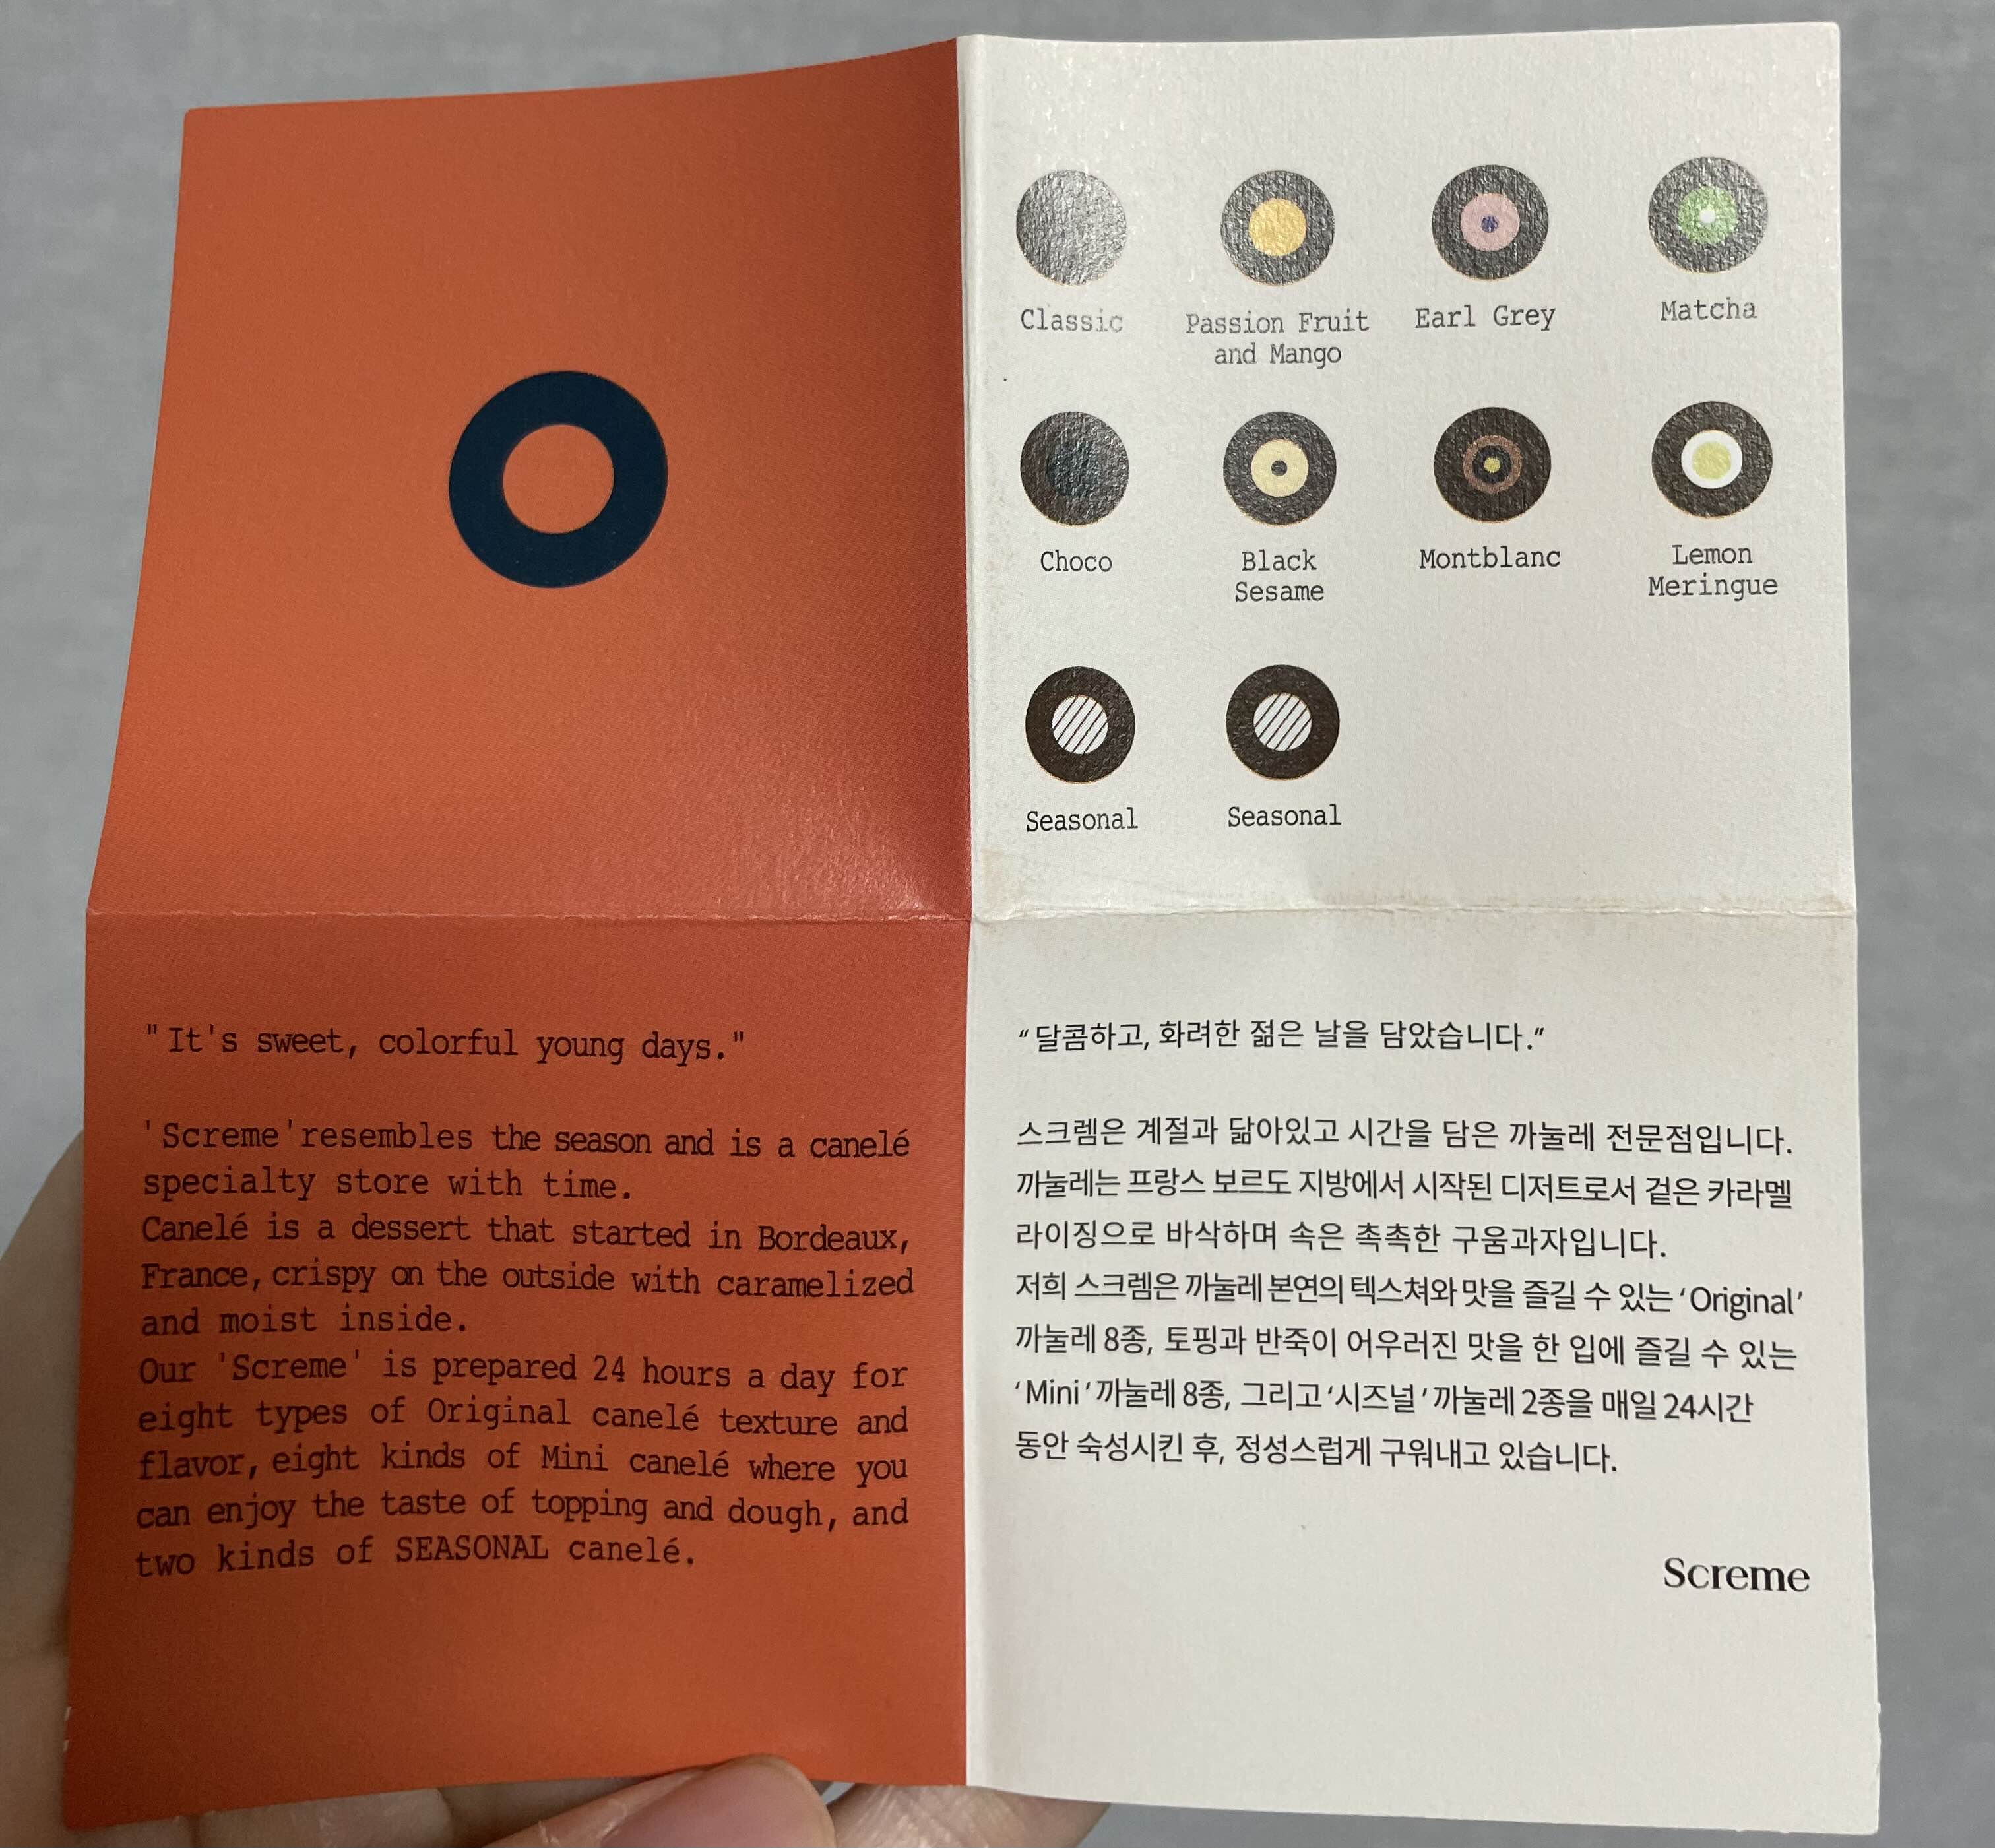 Classic
Passion Fruit
and Mango
Earl Grey
Matcha
Choco
Black
Sesame
Montblanc
Lemon
Meringue
Seasonal
Seasonal
"It's sweet, colorful young days."
'Screme'resembles the season and is a canelé
specialty store with time.
Canelé is a dessert that started in Bordeaux,
France, crispy on the outside with caramelized
and moist inside.
Our 'Screme' is prepared 24 hours a day for
eight types of Original canelé texture and
flavor, eight kinds of Mini canelé where you
can enjoy the taste of topping and dough, and
two kinds of SEASONAL canelé.
“달콤하고, 화려한 젊은 날을 담았습니다.”
스크렘은 계절과 닮아있고 시간을 담은 까눌레 전문점입니다.
까눌레는 프랑스 보르도 지방에서 시작된 디저트로서 겉은 카라멜
라이징으로 바삭하며 속은 촉촉한 구움과자입니다.
저희 스크렘은 까눌레 본연의 텍스쳐와 맛을 즐길 수 있는 ‘Original’
까눌레 8종, 토핑과 반죽이 어우러진 맛을 한 입에 즐길 수 있는
‘Mini‘ 까눌레 8종, 그리고 ‘시즈널‘ 까눌레 2종을 매일 24시간
동안 숙성시킨 후, 정성스럽게 구워내고 있습니다.
Screme